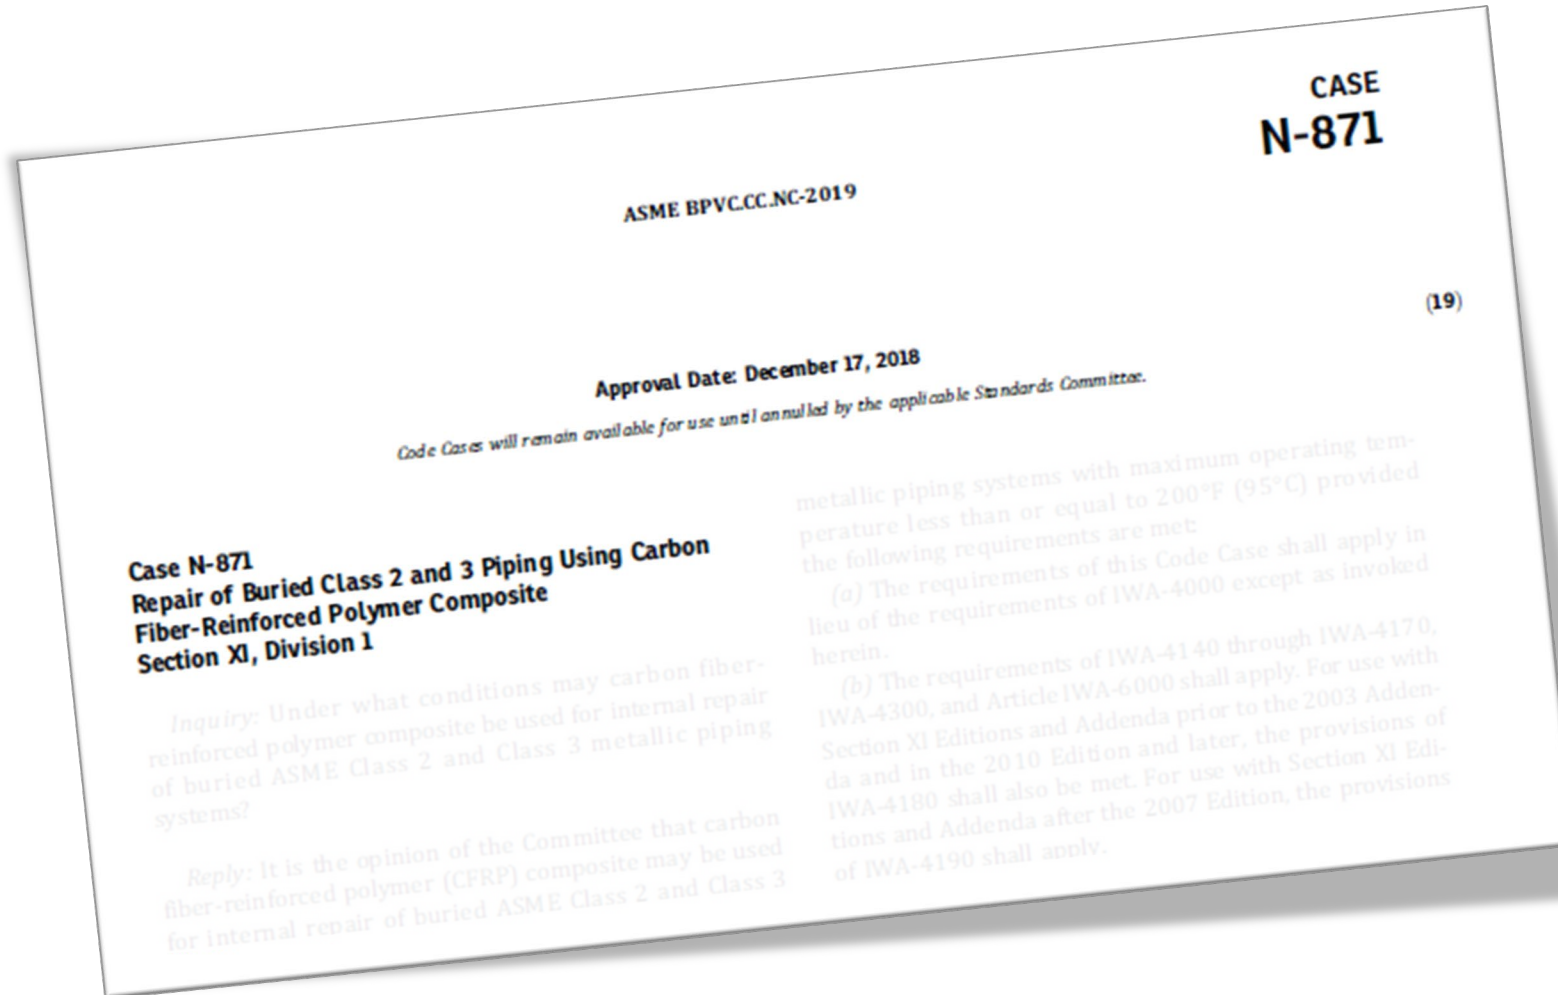 CASE
N-871
ASME BPVC.CC.NC-2019
(19)
Approval Date: December 17, 2018
Code Cases will remain available for use until annulled by the applicable Standards Committee.
Case N-871
Repair of Buried Class 2 and 3 Piping Using Carbon
Fiber-Reinforced Polymer Composite
Section XI, Division 1
Inquiry: Under what conditions may carbon fiber-
reinforced polymer composite be used for internal repair
of buried ASME Class 2 and Class 3 metallic piping
systems?
Reply: It is the opinion of the Committee that carbon
fiber-reinforced polymer (CFRP) composite may be used
for internal repair of buried ASME Class 2 and Class 3
metallic piping systems with maximum operating tem-
perature less than or equal to 200°F (95°C) provided
the following requirements are met:
(a) The requirements of this Code Case shall apply in
lieu of the requirements of IWA-4000 except as invoked
herein.
(b) The requirements of IWA-4140 through IWA-4170,
IWA-4300, and Article IWA-6000 shall apply. For use with
Section XI Editions and Addenda prior to the 2003 Adden-
da and in the 2010 Edition and later, the provisions of
IWA-4180 shall also be met. For use with Section XI Edi-
tions and Addenda after the 2007 Edition, the provisions
of IWA-4190 shall apply.